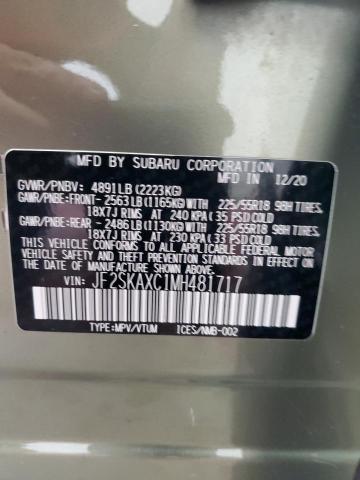 MFD. BY SUBARU CORPORATION 12/20
GVWR/PNBV: 4891LB (2223KG)
GAWR/PNBE:FRONT- 2563LB (1165KG) WITH 225/55R18 98H TIRES,
18X7J RIMS AT 240 KPA (35 PSI) COLD
GAWR/PNBE:REAR - 2486LB (1130KG) WITH 225/55R18 98H TIRES,
18X7J RIMS AT 230 KPA (33 PSI) COLD
THIS VEHICLE CONFORMS TO ALL APPLICABLE FEDERAL MOTOR
VEHICLE SAFETY, BUMPER, AND THEFT PREVENTION STANDARDS
IN EFFECT ON THE DATE OF MANUFACTURE SHOWN ABOVE.
VIN: JF2SKAXC1MH481717
TYPE:MPV/VTUM ICES/NMB-002